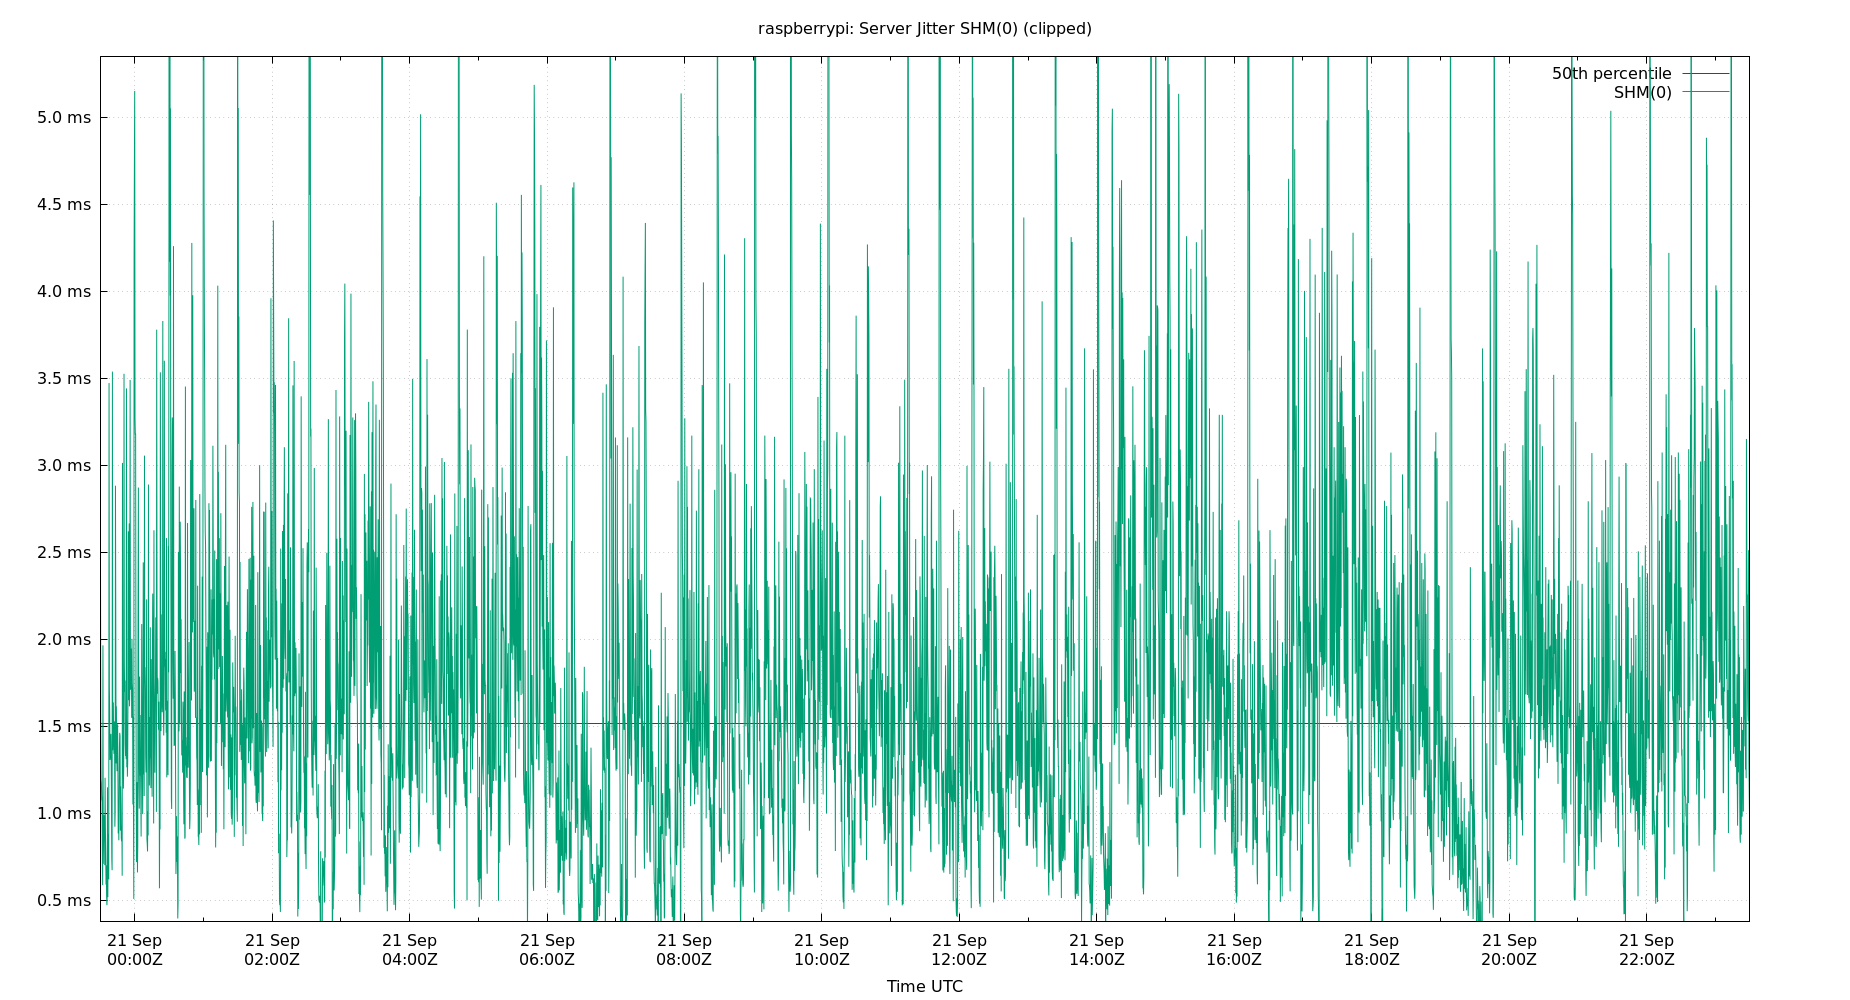 raspberrypi: Server Jitter SHM(0) (clipped)
50th percentile
SHM(0)
5.0 ms
4.5 ms
4.0 ms
3.5 ms
3.0 ms
2.5 ms
2.0 ms
1.5 ms
1.0 ms
0.5 ms
21 Sep 21 Sep 21 Sep 21 Sep 21 Sep 21 Sep 21 Sep 21 Sep 21 Sep 21 Sep 21 Sep 21 Sep
00:00Z 02:00Z 04:00Z 06:00Z 08:00Z 10:00Z 12:00Z 14:00Z 16:00Z 18:00Z 20:00Z 22:00Z
Time UTC